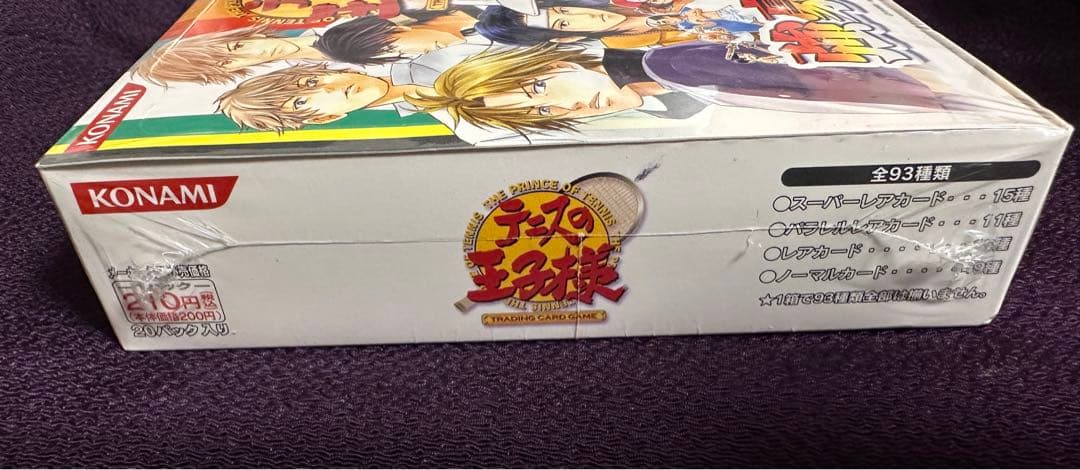 OF TENNIS
KONAMI
KONAMI
THE PRINCE OF TENNIS
テニスの
王子様
TRADING CARD GAME
210円税込
(本体価格200円)
20パック入り
全93種類
●スーパーレアカード・・・15種
●パラレルレアカード・・・11種
●レアカード
●ノーマルカード
★1箱で93種類全部は揃いません。